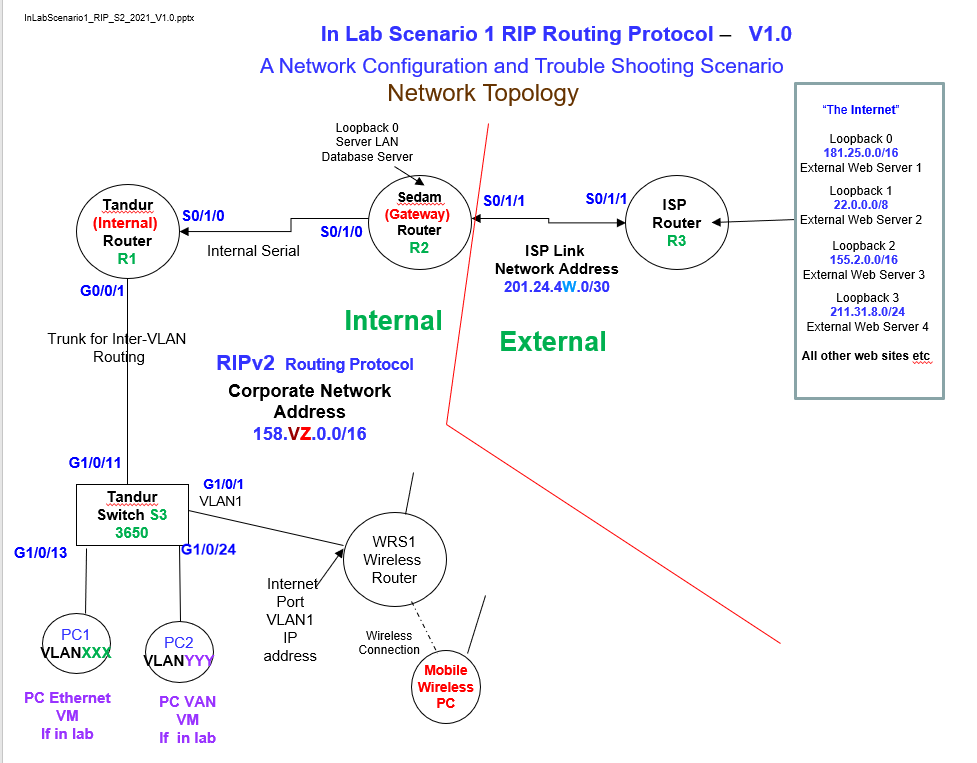 InLabScenario1_RIP_S2_2021_V1.0.pptx
In Lab Scenario 1 RIP Routing Protocol – V1.0
A Network Configuration and Trouble Shooting Scenario
Network Topology
"The Internet"
Loopback 0
181.25.0.0/16
External Web Server 1
Loopback 1
22.0.0.0/8
External Web Server 2
Loopback 2
155.2.0.0/16
External Web Server 3
Loopback 3
211.31.8.0/24
External Web Server 4
All other web sites etc
Loopback 0
Server LAN
Database Server
Tandur
(Internal)
Router
R1
S0/1/0
Internal Serial
S0/1/0
Sedam
(Gateway)
Router
R2
S0/1/1
S0/1/1
ISP
Router
R3
ISP Link
Network Address
201.24.4W.0/30
G0/0/1
Trunk for Inter-VLAN
Routing
Internal
External
RIPv2 Routing Protocol
Corporate Network
Address
158.VZ.0.0/16
G1/0/11
Tandur
Switch S3
3650
G1/0/1
VLAN1
G1/0/13
G1/0/24
WRS1
Wireless
Router
Internet
Port
VLAN1
IP
address
Wireless
Connection
PC1
VLANXXX
PC2
VLANYYY
Mobile
Wireless
PC
PC Ethernet
VM
If in lab
PC VAN
VM
If in lab